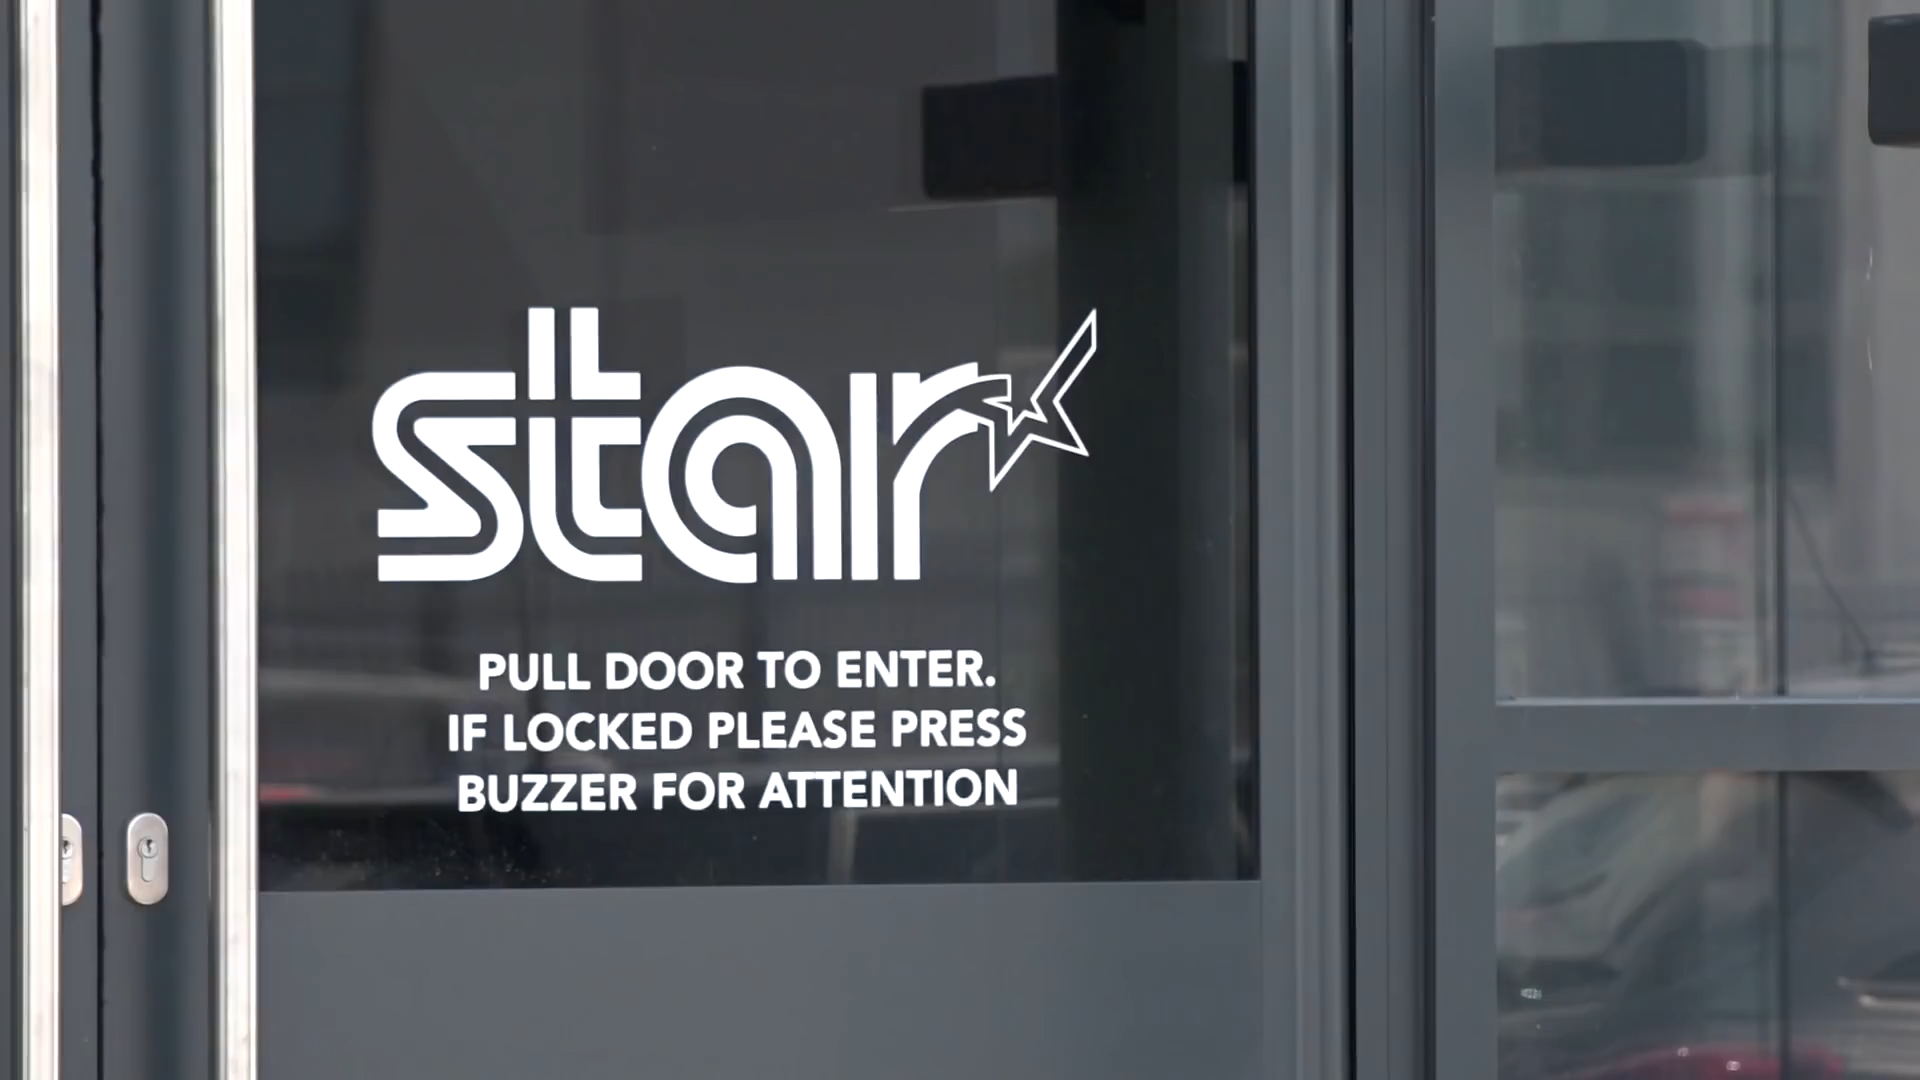 star
PULL DOOR TO ENTER.
IF LOCKED PLEASE PRESS
BUZZER FOR ATTENTION